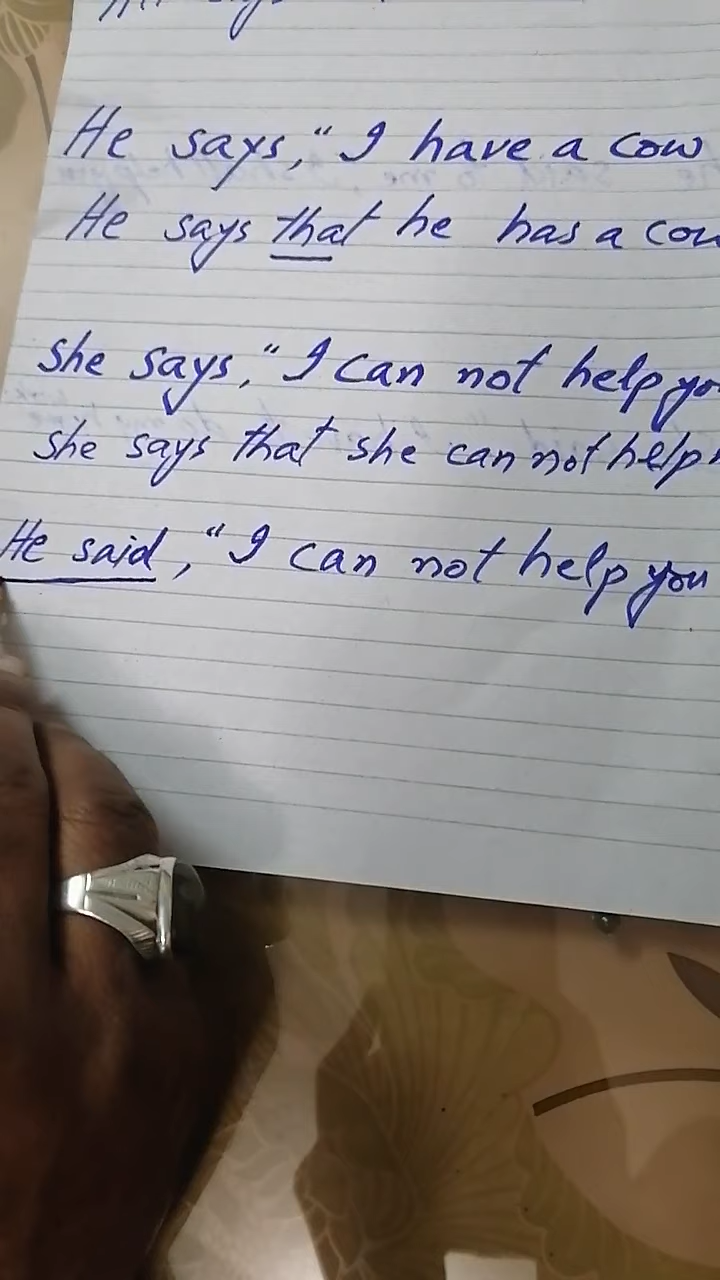 He says, "I have a cow
He says that he has a cow
She says, "I can not help you
She says that she can not help
He said, "I can not help you